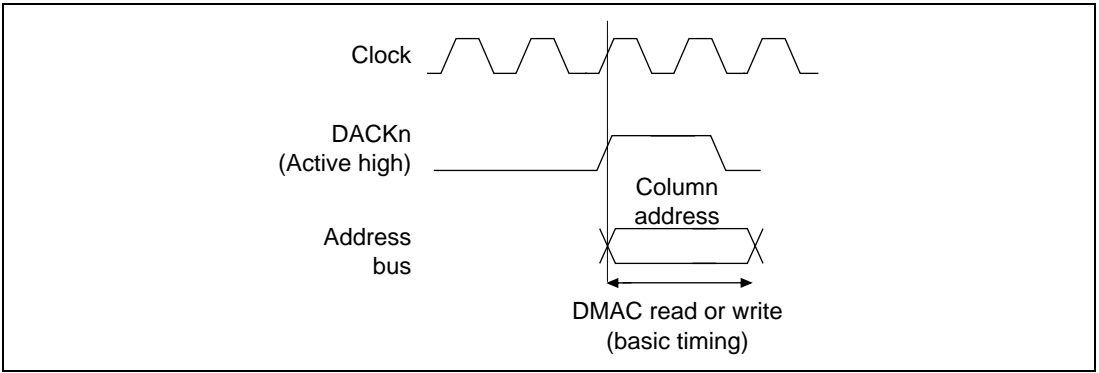 Clock
DACKn
(Active high)
Column
address
Address
bus
DMAC read or write
(basic timing)